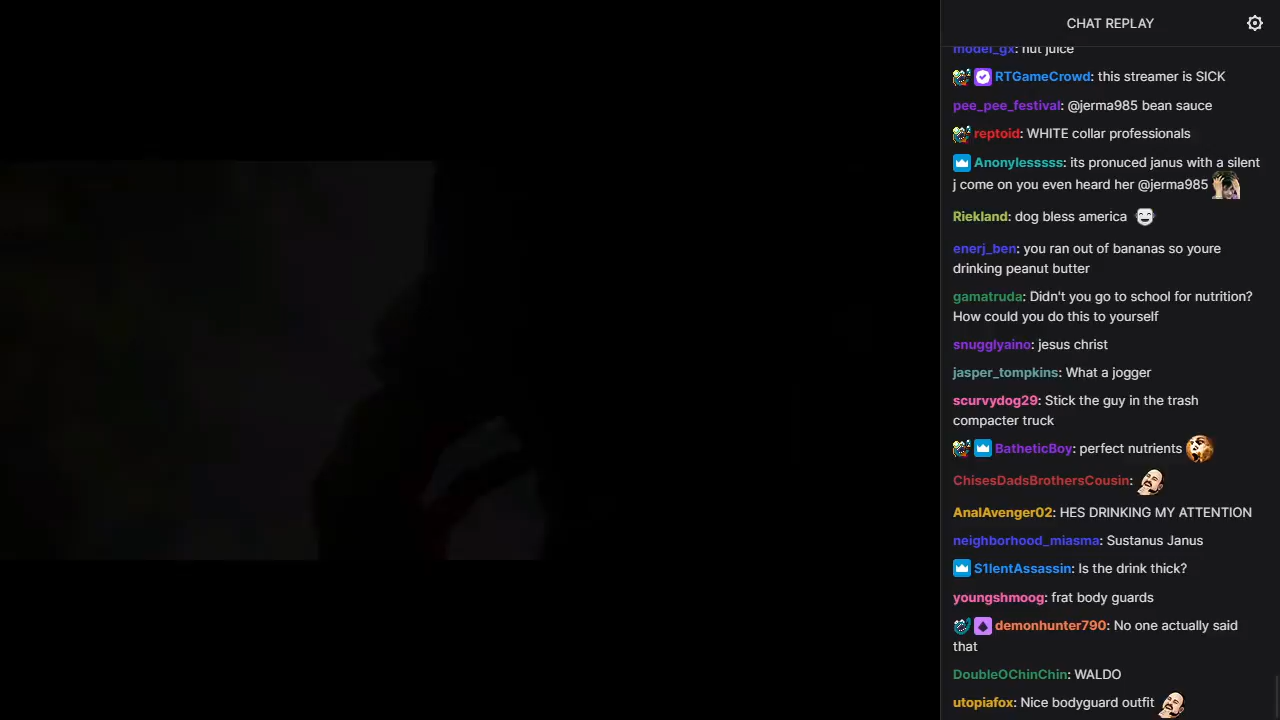 CHAT REPLAY
model_gx: nut juice
RTGameCrowd: this streamer is SICK
pee_pee_festival: @jerma985 bean sauce
reptoid: WHITE collar professionals
Anonylesssss: its pronuced janus with a silent
j come on you even heard her @jerma985
Riekland: dog bless america
enerj_ben: you ran out of bananas so youre
drinking peanut butter
gamatruda: Didn't you go to school for nutrition?
How could you do this to yourself
snugglyaino: jesus christ
jasper_tompkins: What a jogger
scurvydog29: Stick the guy in the trash
compacter truck
BatheticBoy: perfect nutrients
ChisesDadsBrothersCousin:
AnalAvenger02: HES DRINKING MY ATTENTION
neighborhood_miasma: Sustanus Janus
S1lentAssassin: Is the drink thick?
youngshmoog: frat body guards
demonhunter790: No one actually said
that
DoubleOChinChin: WALDO
utopiafox: Nice bodyguard outfit